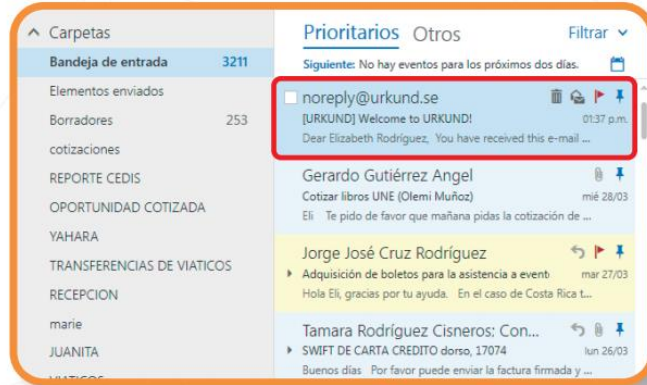 Carpetas
Bandeja de entrada 3211
Elementos enviados
Borradores 253
cotizaciones
REPORTE CEDIS
OPORTUNIDAD COTIZADA
YAHARA
TRANSFERENCIAS DE VIATICOS
RECEPCION
marie
JUANITA
VIATICOS
Prioritarios Otros Filtrar
Siguiente: No hay eventos para los próximos dos días.
noreply@urkund.se
[URKUND] Welcome to URKUND! 01:37 p.m.
Dear Elizabeth Rodríguez, You have received this e-mail ...
Gerardo Gutiérrez Angel
Cotizar libros UNE (Olemi Muñoz) mié 28/03
Eli Te pido de favor que mañana pidas la cotización de ...
Jorge José Cruz Rodríguez
Adquisición de boletos para la asistencia a event mar 27/03
Hola Eli, gracias por tu ayuda. En el caso de Costa Rica t...
Tamara Rodríguez Cisneros: Con...
SWIFT DE CARTA CREDITO dorso, 17074 lun 26/03
Buenos días Por favor puede enviar la factura firmada y ...